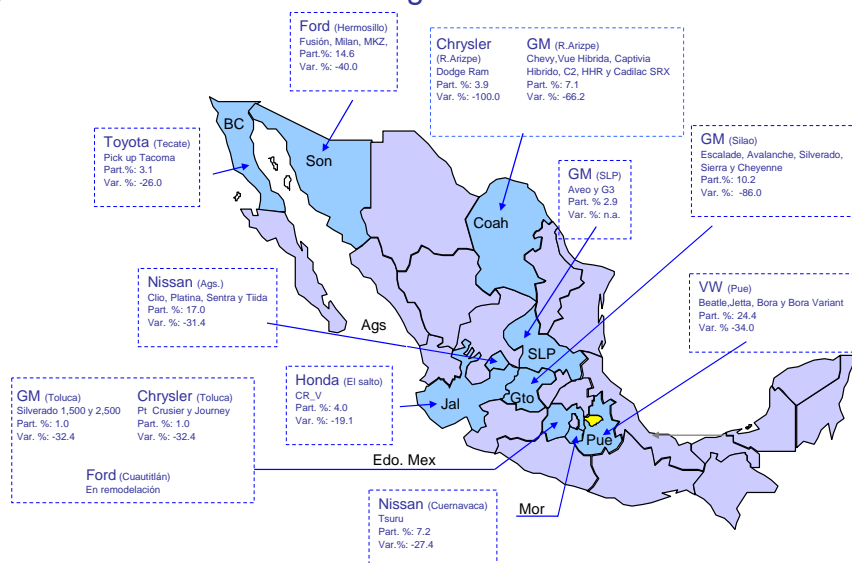 Ford (Hermosillo)
Fusión, Milan, MKZ,
Part.%: 14.6
Var. %: -40.0
Chrysler
(R.Arizpe)
Dodge Ram
Part. %: 3.9
Var. %: -100.0
GM (R.Arizpe)
Chevy,Vue Hibrida, Captivia
Hibrido, C2, HHR y Cadilac SRX
Part. %: 7.1
Var. %: -66.2
Toyota (Tecate)
Pick up Tacoma
Part.%: 3.1
Var. %: -26.0
GM (SLP)
Aveo y G3
Part. % 2.9
Var. %: n.a.
GM (Silao)
Escalade, Avalanche, Silverado,
Sierra y Cheyenne
Part.%: 10.2
Var. %: -86.0
BC
Son
Coah
Nissan (Ags.)
Clio, Platina, Sentra y Tiida
Part. %: 17.0
Var. %: -31.4
VW (Pue)
Beatle,Jetta, Bora y Bora Variant
Part. %: 24.4
Var. % -34.0
Ags
SLP
Jal
Gto
Pue
GM (Toluca)
Silverado 1,500 y 2,500
Part. %: 1.0
Var. %: -32.4
Chrysler (Toluca)
Pt Crusier y Journey
Part. %: 1.0
Var. %: -32.4
Ford (Cuautitlán)
En remodelación
Honda (El salto)
CR_V
Part. %: 4.0
Var. %: -19.1
Edo. Mex
Mor
Nissan (Cuernavaca)
Tsuru
Part. %: 7.2
Var.%: -27.4